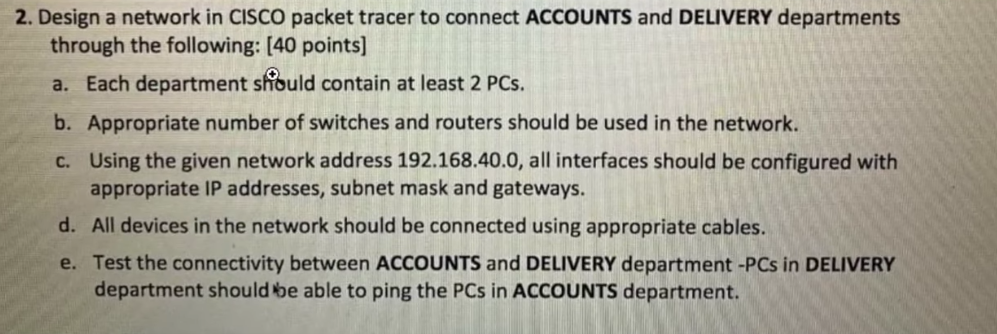 2. Design a network in CISCO packet tracer to connect ACCOUNTS and DELIVERY departments
through the following: [40 points]
a. Each department should contain at least 2 PCs.
b. Appropriate number of switches and routers should be used in the network.
c. Using the given network address 192.168.40.0, all interfaces should be configured with
appropriate IP addresses, subnet mask and gateways.
d. All devices in the network should be connected using appropriate cables.
e. Test the connectivity between ACCOUNTS and DELIVERY department -PCs in DELIVERY
department should be able to ping the PCs in ACCOUNTS department.